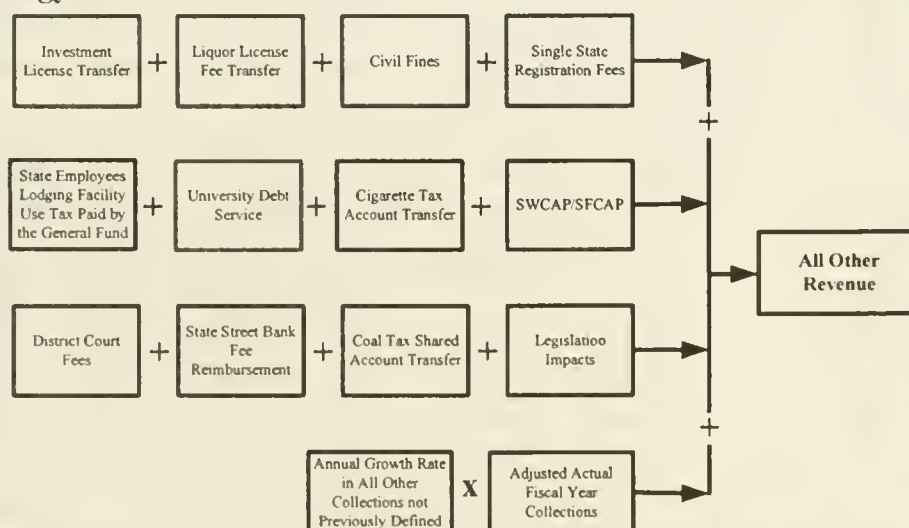 Investment
License Transfer
+
Liquor License
Fee Transfer
+
Civil Fines
+
Single State
Registration Fees
+
State Employees
Lodging Facility
Use Tax Paid by
the General Fund
+
University Debt
Service
+
Cigarette Tax
Account Transfer
+
SWCAP/SFCAP
All Other
Revenue
District Court
Fees
+
State Street Bank
Fee
Reimbursement
+
Coal Tax Shared
Account Transfer
+
Legislation
Impacts
+
Annual Growth Rate
in All Other
Collections not
Previously Defined
X
Adjusted Actual
Fiscal Year
Collections